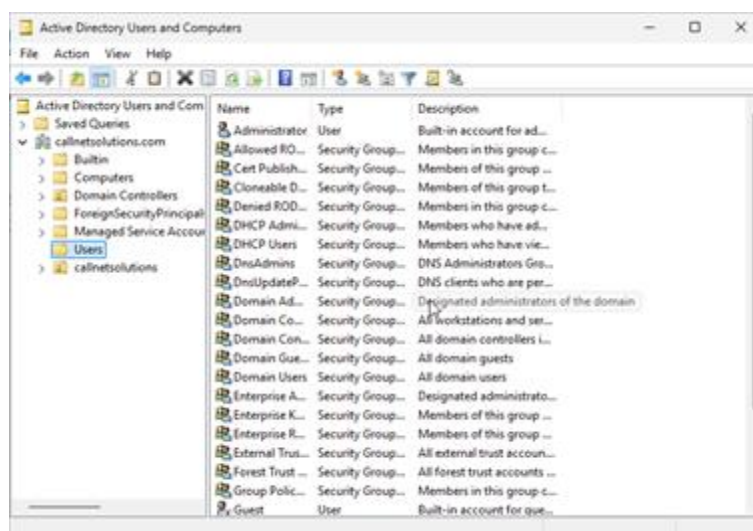 Active Directory Users and Computers
File Action View Help
Active Directory Users and Com
Saved Queries
callnetsolutions.com
Builtin
Computers
Domain Controllers
ForeignSecurityPrincipal
Managed Service Accour
Users
callnetsolutions
Name Type Description
Administrator User Built-in account for ad...
Allowed RO... Security Group... Members in this group c...
Cert Publish... Security Group... Members of this group ...
Cloneable D... Security Group... Members of this group t...
Denied ROD... Security Group... Members in this group c...
DHCP Admi... Security Group... Members who have ad...
DHCP Users Security Group... Members who have vie...
DnsAdmins Security Group... DNS Administrators Gro...
DnsUpdateP... Security Group... DNS clients who are per...
Domain Ad... Security Group... Designated administrators of the domain
Domain Co... Security Group... All workstations and ser...
Domain Con... Security Group... All domain controllers i...
Domain Gue... Security Group... All domain guests
Domain Users Security Group... All domain users
Enterprise A... Security Group... Designated administrato...
Enterprise K... Security Group... Members of this group ...
Enterprise R... Security Group... Members of this group ...
External Trus... Security Group... All external trust accoun...
Forest Trust ... Security Group... All forest trust accounts ...
Group Polic... Security Group... Members in this group c...
Guest User Built-in account for gue...